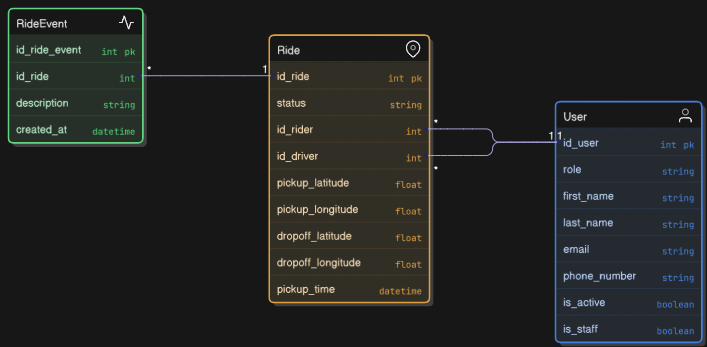 RideEvent
id_ride_event int pk
id_ride int
description string
created_at datetime
* 1
Ride
id_ride int pk
status string
id_rider int
id_driver int
pickup_latitude float
pickup_longitude float
dropoff_latitude float
dropoff_longitude float
pickup_time datetime
*
*
1 1
User
id_user int pk
role string
first_name string
last_name string
email string
phone_number string
is_active boolean
is_staff boolean